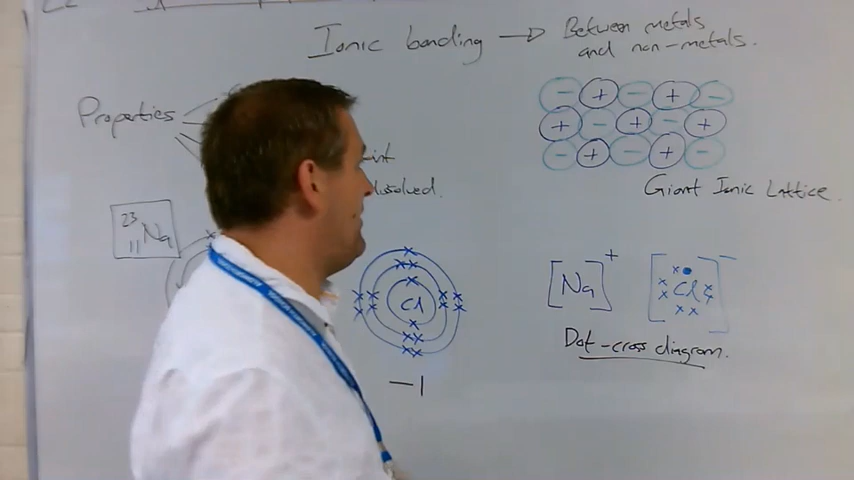 Ionic bonding → Between metals
and non-metals.
Properties
- + - + -
+ - + - +
- + - + -
dissolved.
Giant Ionic Lattice.
23
11 Na
Cl
[Na]+
[Cl]-
Dot-cross diagram.
-1